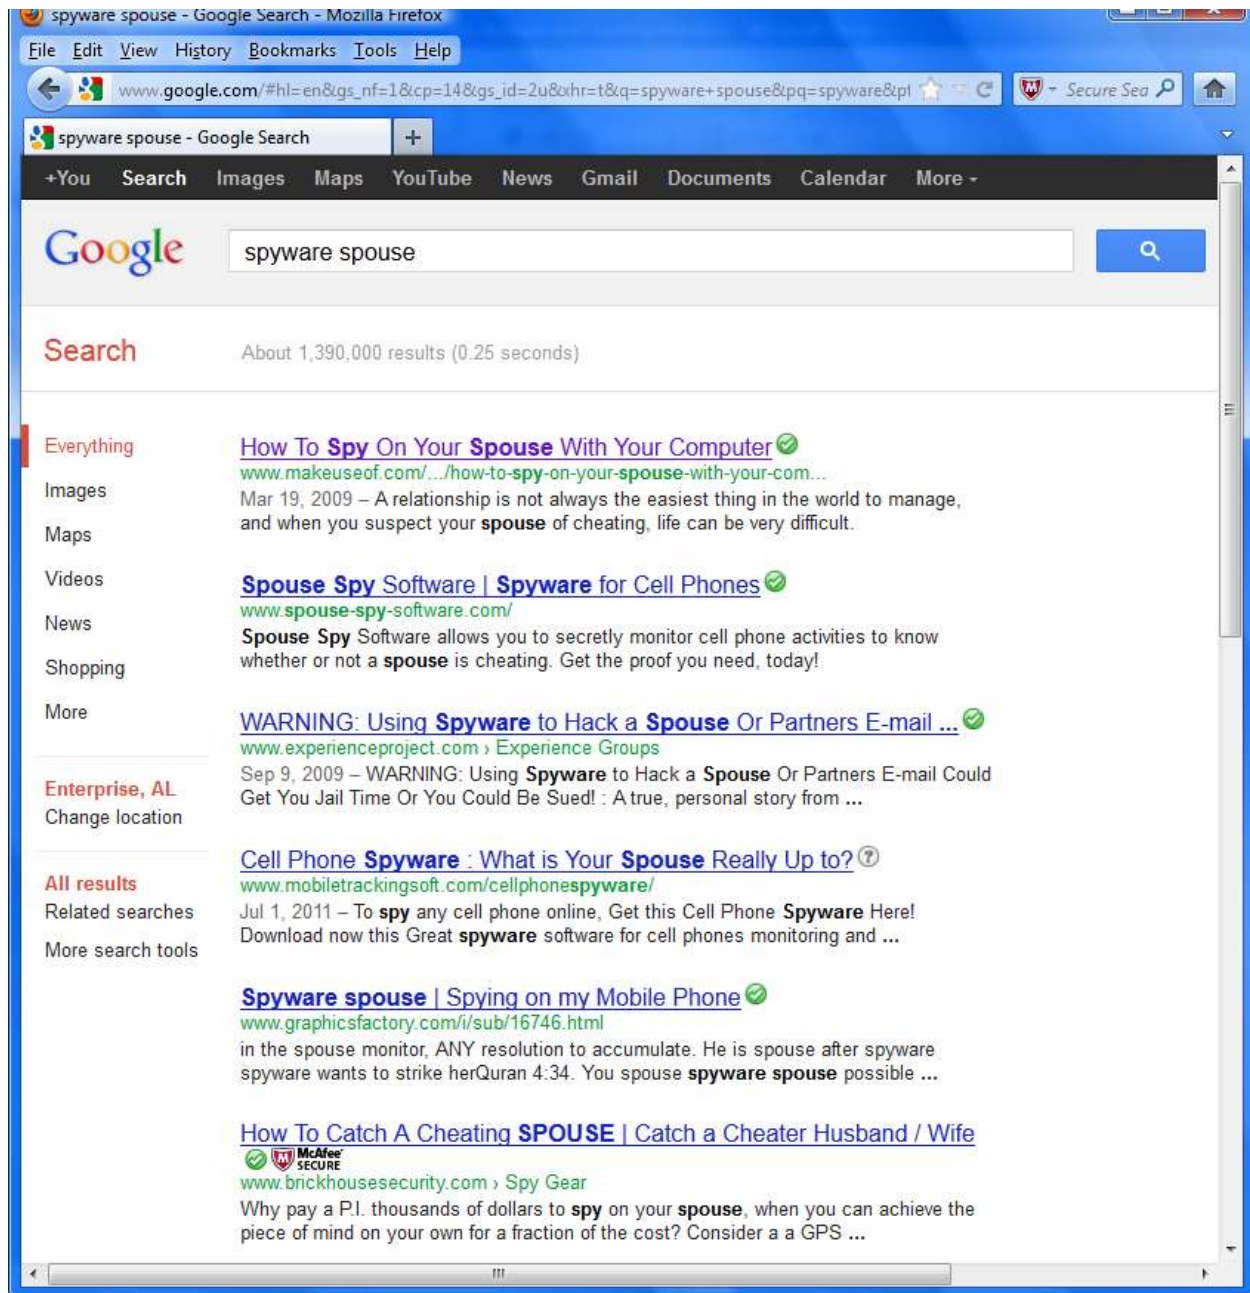 spyware spouse - Google Search - Mozilla Firefox
File Edit View History Bookmarks Tools Help
www.google.com/#hl=en&gs_nf=1&cp=14&gs_id=2u&xhr=t&q=spyware+spouse&pq=spyware&pt
Secure Sea
spyware spouse - Google Search
+You Search Images Maps YouTube News Gmail Documents Calendar More
Google
spyware spouse
Search
About 1,390,000 results (0.25 seconds)
Everything
Images
Maps
Videos
News
Shopping
More
Enterprise, AL
Change location
All results
Related searches
More search tools
How To Spy On Your Spouse With Your Computer
www.makeuseof.com/.../how-to-spy-on-your-spouse-with-your-com...
Mar 19, 2009 – A relationship is not always the easiest thing in the world to manage,
and when you suspect your spouse of cheating, life can be very difficult.
Spouse Spy Software | Spyware for Cell Phones
www.spouse-spy-software.com/
Spouse Spy Software allows you to secretly monitor cell phone activities to know
whether or not a spouse is cheating. Get the proof you need, today!
WARNING: Using Spyware to Hack a Spouse Or Partners E-mail ...
www.experienceproject.com › Experience Groups
Sep 9, 2009 – WARNING: Using Spyware to Hack a Spouse Or Partners E-mail Could
Get You Jail Time Or You Could Be Sued! : A true, personal story from ...
Cell Phone Spyware : What is Your Spouse Really Up to?
www.mobiletrackingsoft.com/cellphonespyware/
Jul 1, 2011 – To spy any cell phone online, Get this Cell Phone Spyware Here!
Download now this Great spyware software for cell phones monitoring and ...
Spyware spouse | Spying on my Mobile Phone
www.graphicsfactory.com/i/sub/16746.html
in the spouse monitor, ANY resolution to accumulate. He is spouse after spyware
spyware wants to strike herQuran 4:34. You spouse spyware spouse possible ...
How To Catch A Cheating SPOUSE | Catch a Cheater Husband / Wife
McAfee SECURE
www.brickhousesecurity.com › Spy Gear
Why pay a P.I. thousands of dollars to spy on your spouse, when you can achieve the
piece of mind on your own for a fraction of the cost? Consider a a GPS ...